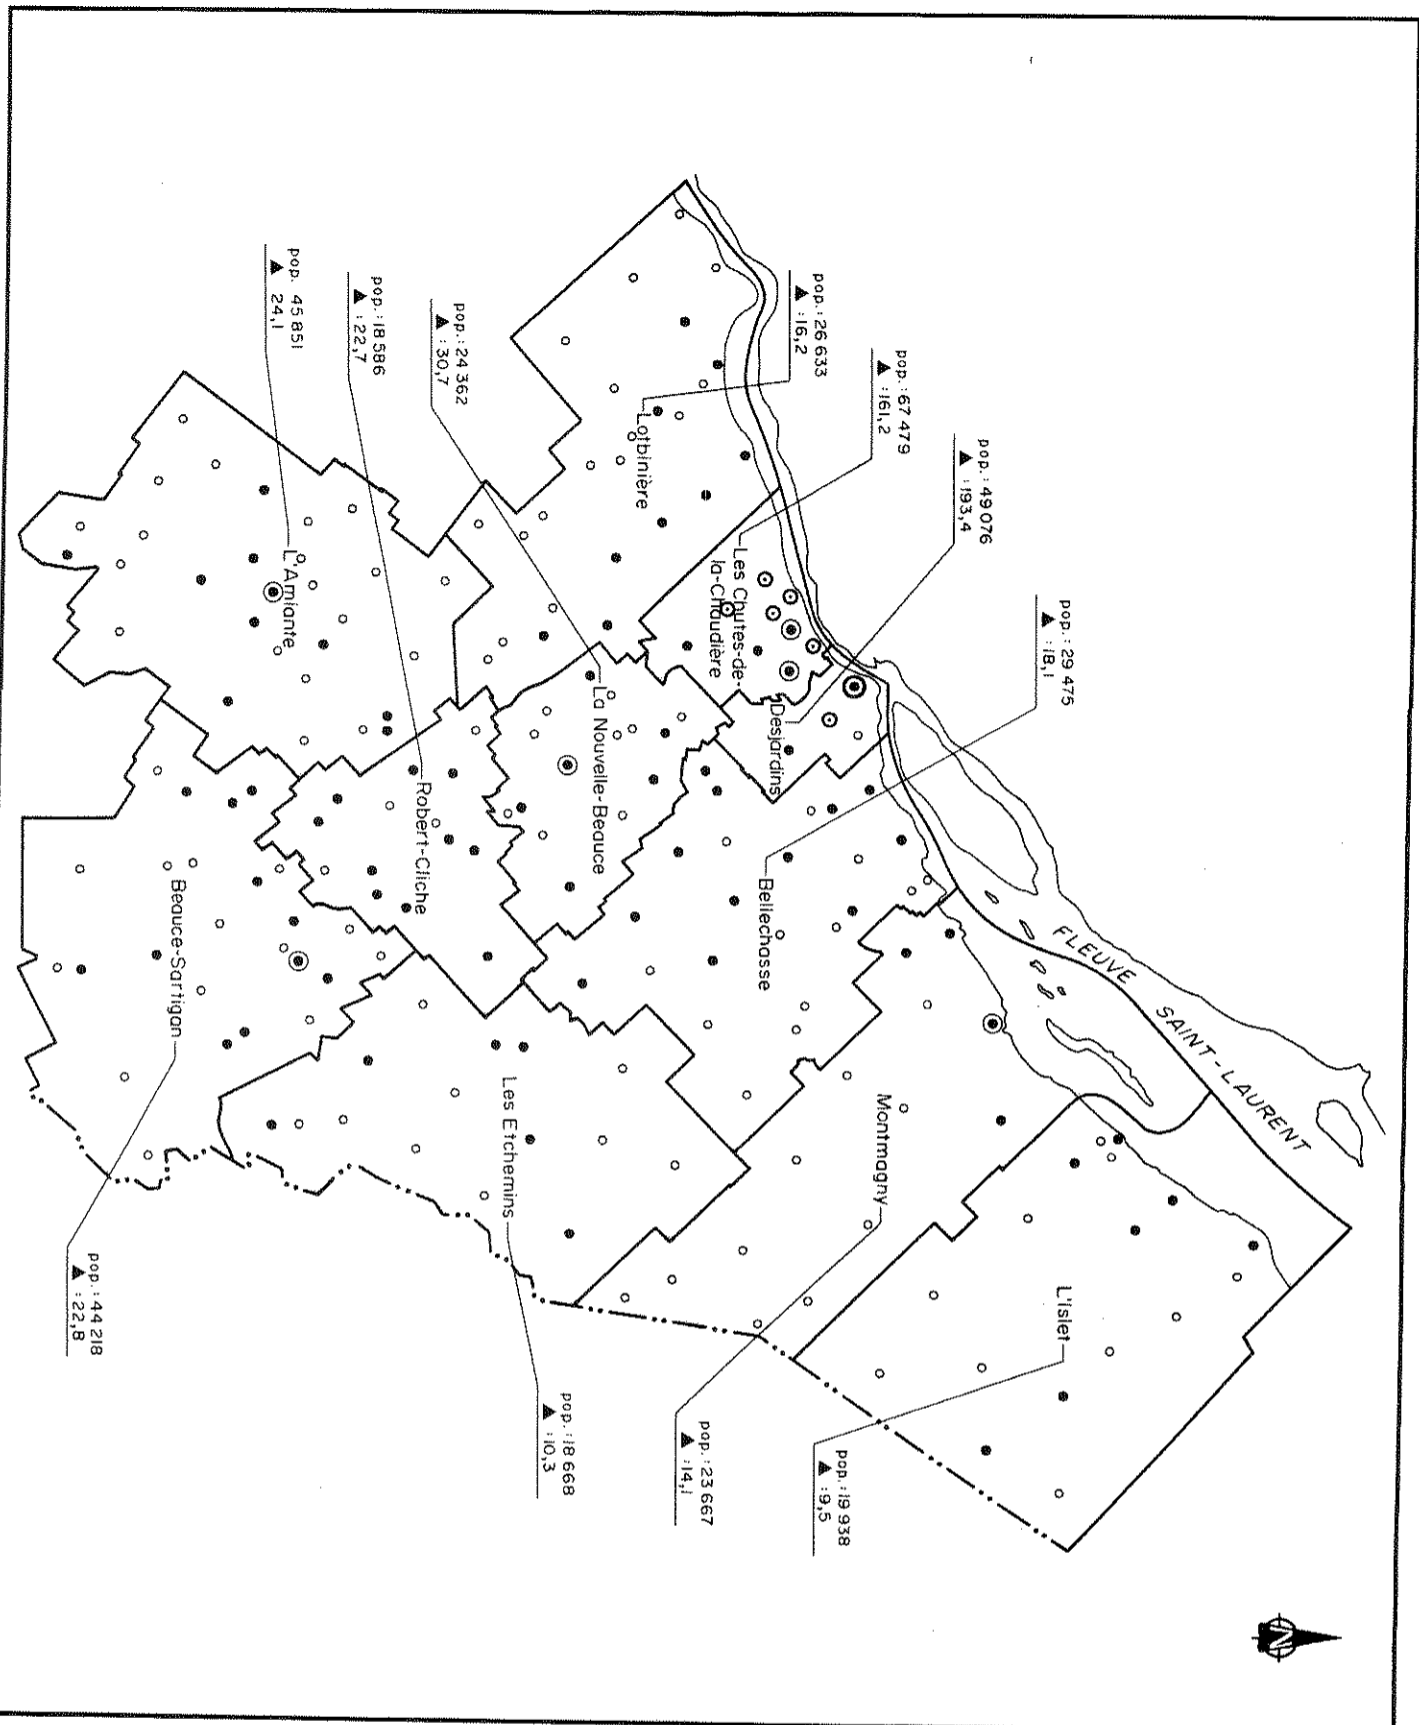 pop.: 26 633
▲ :16,2
pop.: 67 479
▲ :161,2
pop.: 49 076
▲ :193,4
pop.: 29 475
▲ :18,1
pop.: 24 362
▲ :30,7
pop.: 18 586
▲ :22,7
pop. 45 851
▲ 24,1
Lotbinière
Les Chutes-de-
la-Chaudière
Desjardins
Bellechasse
La Nouvelle-Beauce
Robert-Cliche
L'Amiante
Beauce-Sartigan
Les Etchemins
Montmagny
L'Islet
FLEUVE SAINT-LAURENT
pop.: 19 938
▲ :9,5
pop.: 23 667
▲ :14,1
pop.: 18 668
▲ :10,3
pop.: 44 218
▲ :22,8
N